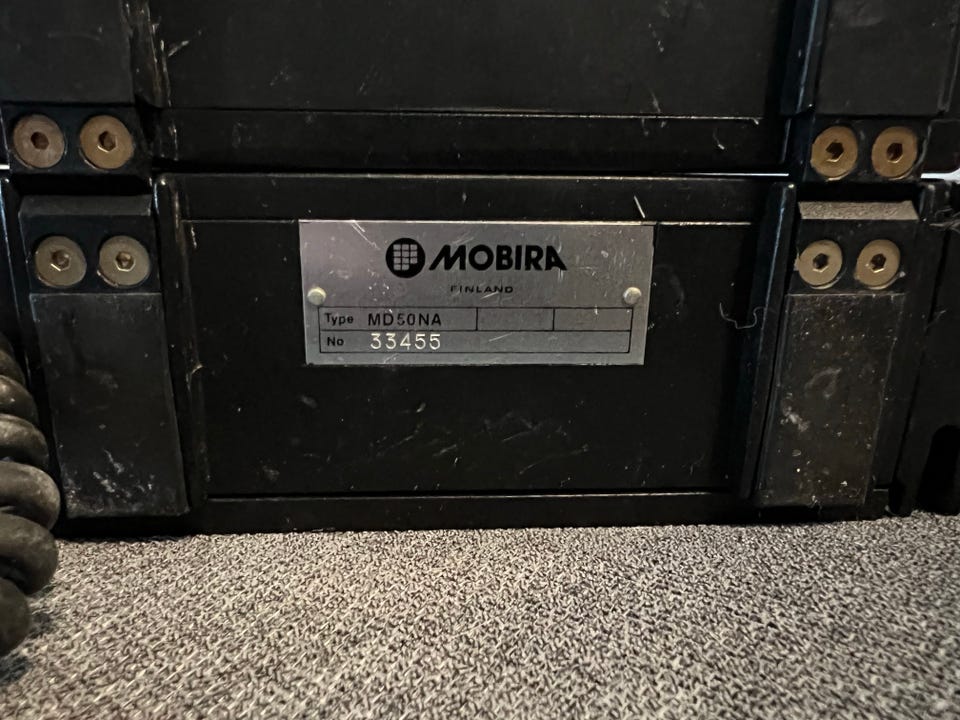 MOBIRA
FINLAND
Type MD50NA
No 33455